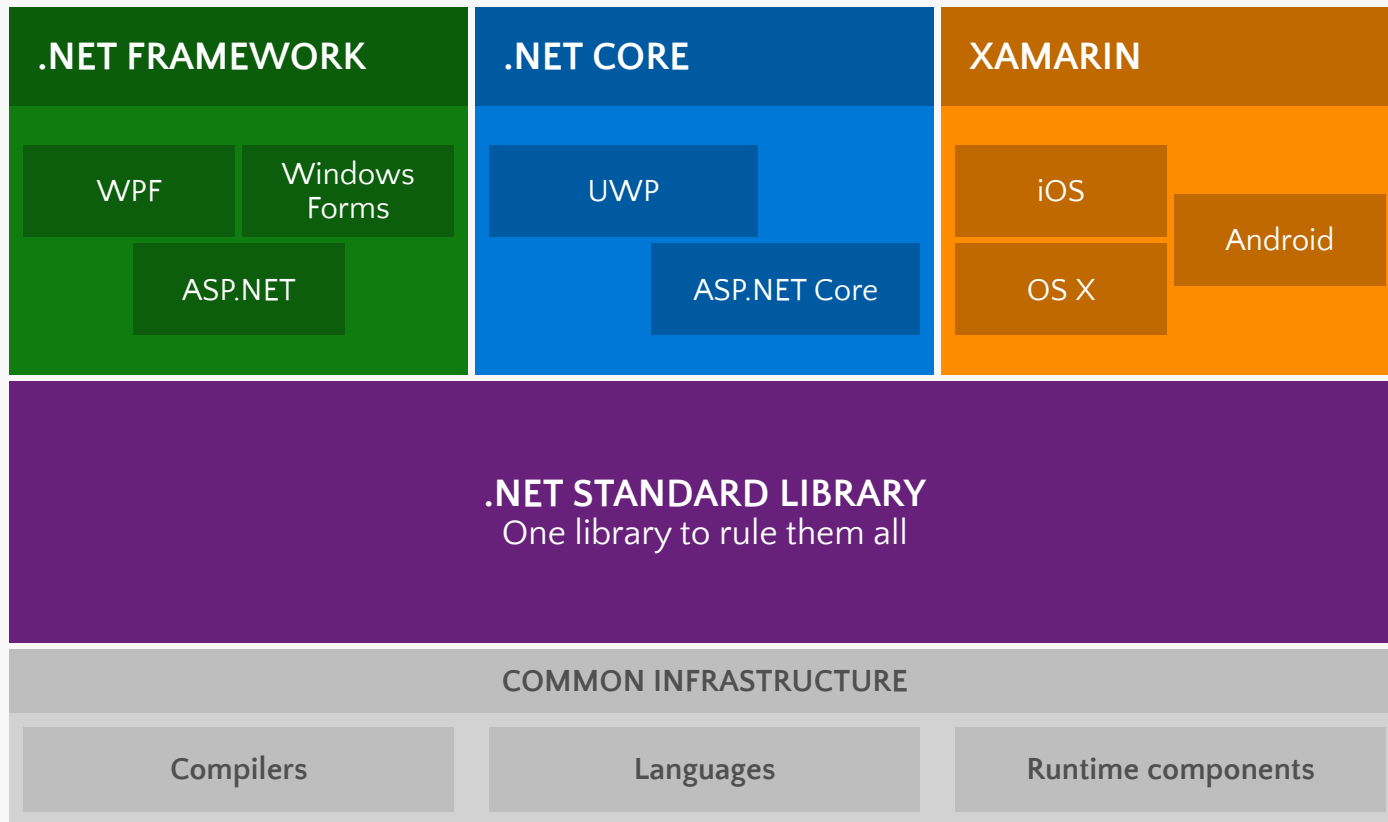 .NET FRAMEWORK
WPF
Windows
Forms
ASP.NET
.NET CORE
UWP
ASP.NET Core
XAMARIN
iOS
Android
OS X
.NET STANDARD LIBRARY
One library to rule them all
COMMON INFRASTRUCTURE
Compilers
Languages
Runtime components